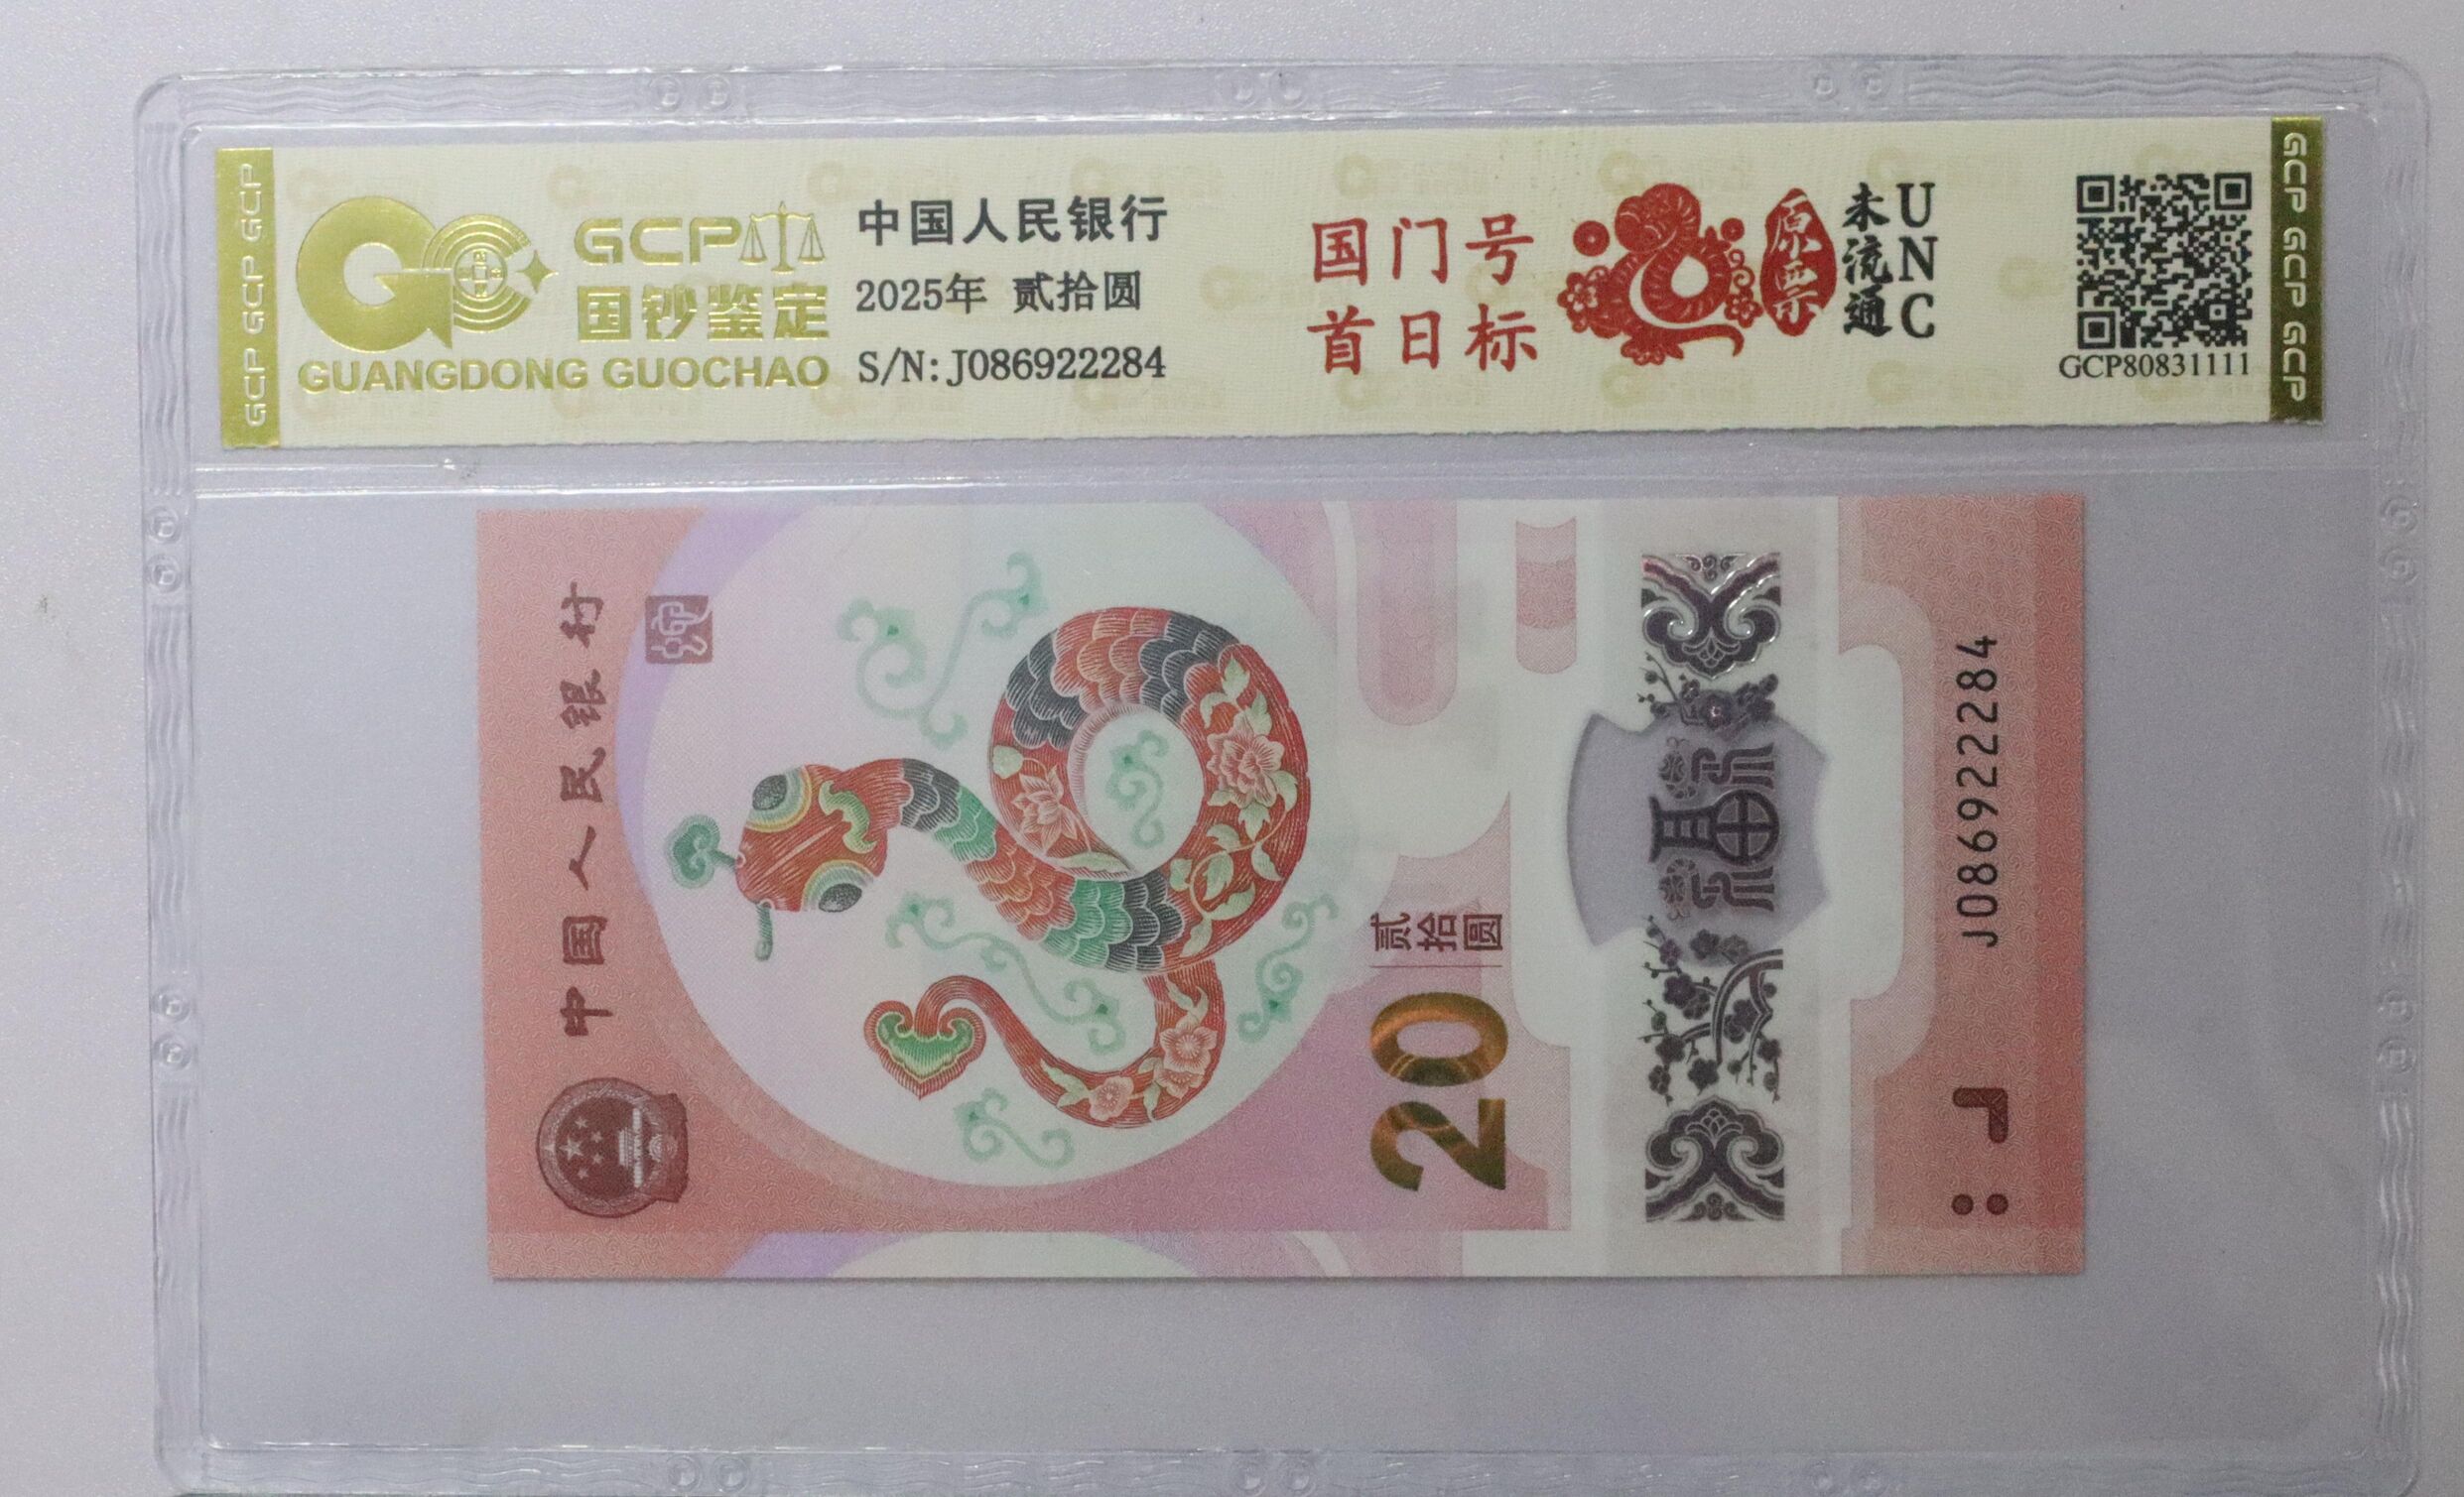 GCP GCP GCP
GCP
国钞鉴定
GUANGDONG GUOCHAO
中国人民银行
2025年 贰拾圆
S/N:J086922284
国门号
首日标
原票
未流通
UNC
GCP80831111
GCP GCP GCP
中国人民银行
20
贰拾圆
福
J086922284